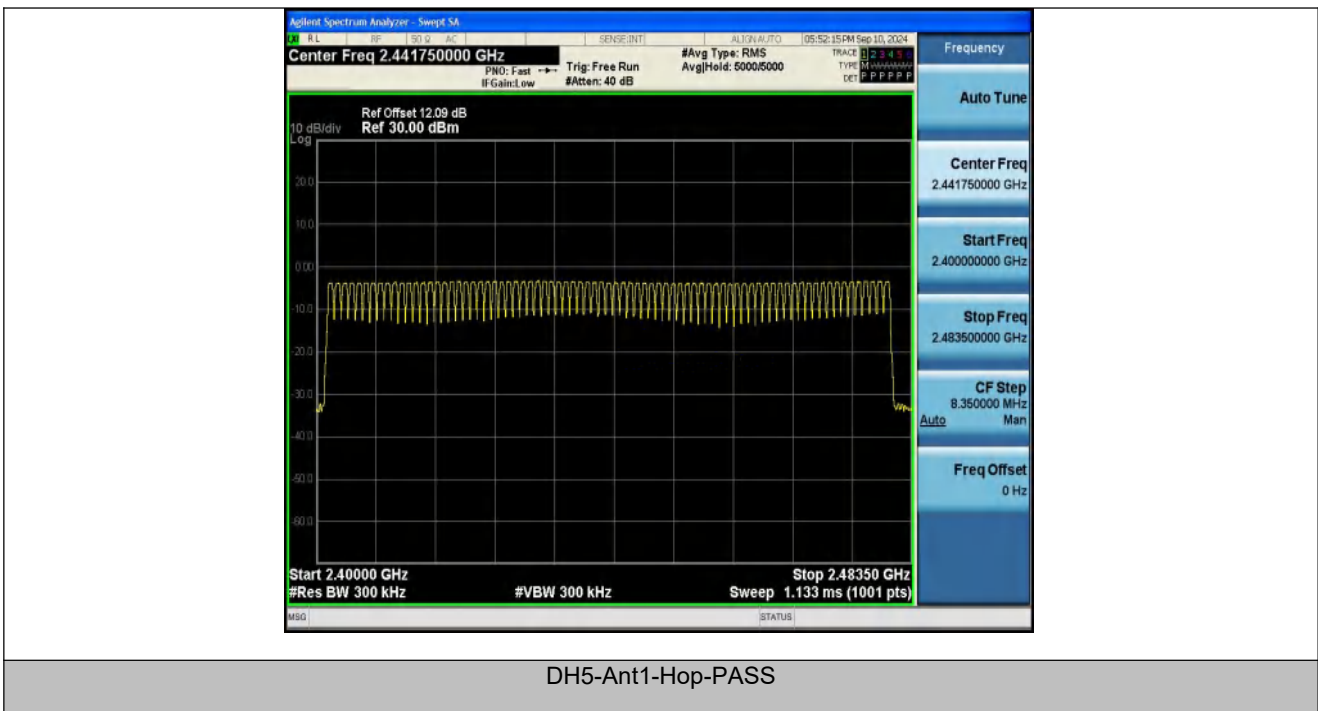 Agilent Spectrum Analyzer - Swept SA
RL RF 50 Ω AC SENSE:INT ALIGN AUTO 05:52:15 PM Sep 10, 2024
Center Freq 2.441750000 GHz
PNO: Fast
IFGain:Low
Trig: Free Run
#Atten: 40 dB
#Avg Type: RMS
Avg|Hold: 5000/5000
TRACE 1 2 3 4 5 6
TYPE M
DET P P P P P P
Frequency
Auto Tune
Center Freq
2.441750000 GHz
Start Freq
2.400000000 GHz
Stop Freq
2.483500000 GHz
CF Step
8.350000 MHz
Auto Man
Freq Offset
0 Hz
Ref Offset 12.09 dB
10 dB/div Ref 30.00 dBm
Log
20.0
10.0
0.00
-10.0
-20.0
-30.0
-40.0
-50.0
-60.0
Start 2.40000 GHz Stop 2.48350 GHz
#Res BW 300 kHz #VBW 300 kHz Sweep 1.133 ms (1001 pts)
MSG STATUS
DH5-Ant1-Hop-PASS